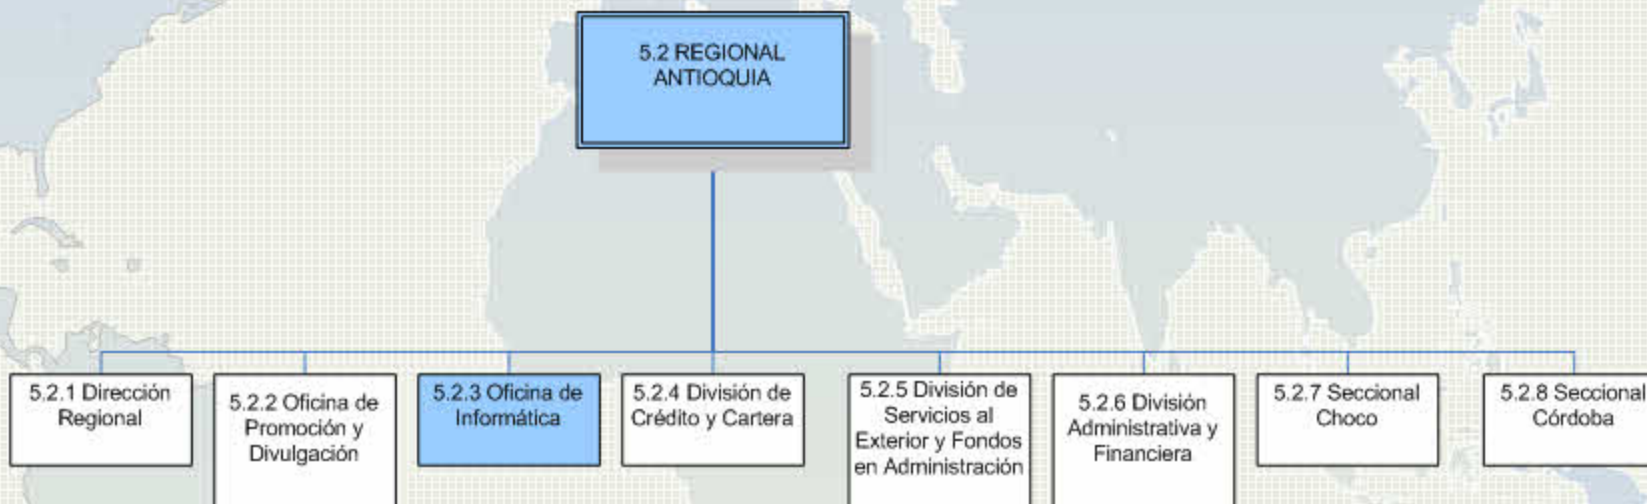 5.2 REGIONAL
ANTIOQUIA
5.2.1 Dirección
Regional
5.2.2 Oficina de
Promoción y
Divulgación
5.2.3 Oficina de
Informática
5.2.4 División de
Crédito y Cartera
5.2.5 División de
Servicios al
Exterior y Fondos
en Administración
5.2.6 División
Administrativa y
Financiera
5.2.7 Seccional
Choco
5.2.8 Seccional
Córdoba